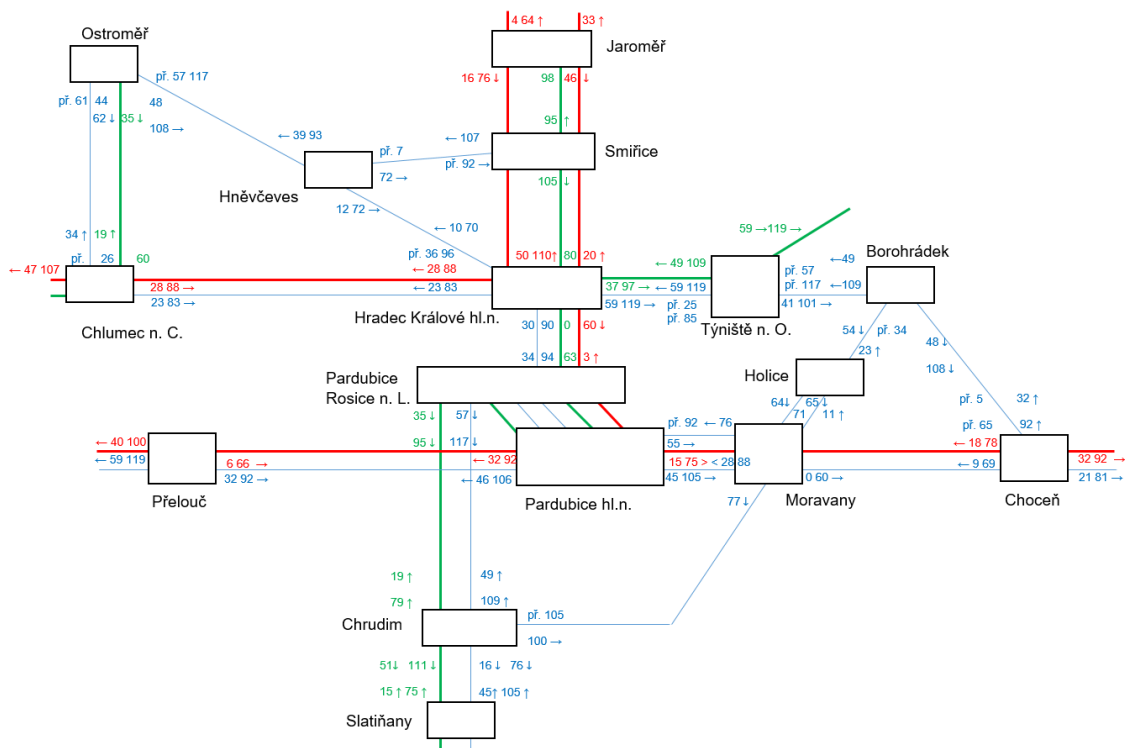 4 64 ↑ 33 ↑
Ostroměř
Jaroměř
př. 57 117
16 76 ↓ 98 46 ↓
př. 61 44 48
62 ↓ 35 ↓
108 →
95 ↑
← 39 93
← 107
př. 7
Smiřice
př. 92 →
72 →
105 ↓
Hněvčeves
12 72 →
← 10 70
59 → 119 →
34 ↑ 19 ↑
př. 36 96
50 110 ↑ 80 20 ↑
Borohrádek
př. 26 60
← 49 109
← 49
← 47 107
← 28 88
př. 57
28 88 →
← 23 83
37 97 →
← 59 119
př. 117
← 109
23 83 →
59 119 →
př. 25
41 101 →
Hradec Králové hl.n.
př. 85
Chlumec n. C.
30 90 0 60 ↓
Týniště n. O.
54 ↓ př. 34
48 ↓
23 ↑
34 94 63 3 ↑
108 ↓
Pardubice
Rosice n. L.
Holice
35 ↓ 57 ↓
64 ↓ 65 ↓
př. 5 32 ↑
71 11 ↑
př. 92 ← 76
př. 65 92 ↑
← 40 100
95 ↓ 117 ↓
55 →
← 18 78
← 59 119
6 66 →
← 32 92
15 75 > < 28 88
← 9 69
32 92 →
32 92 →
← 46 106
45 105 →
0 60 →
21 81 →
Přelouč
Pardubice hl.n.
77 ↓
Moravany
Choceň
19 ↑ 49 ↑
79 ↑ 109 ↑
př. 105
Chrudim
100 →
51 ↓ 111 ↓ 16 ↓ 76 ↓
15 ↑ 75 ↑ 45 ↑ 105 ↑
Slatiňany